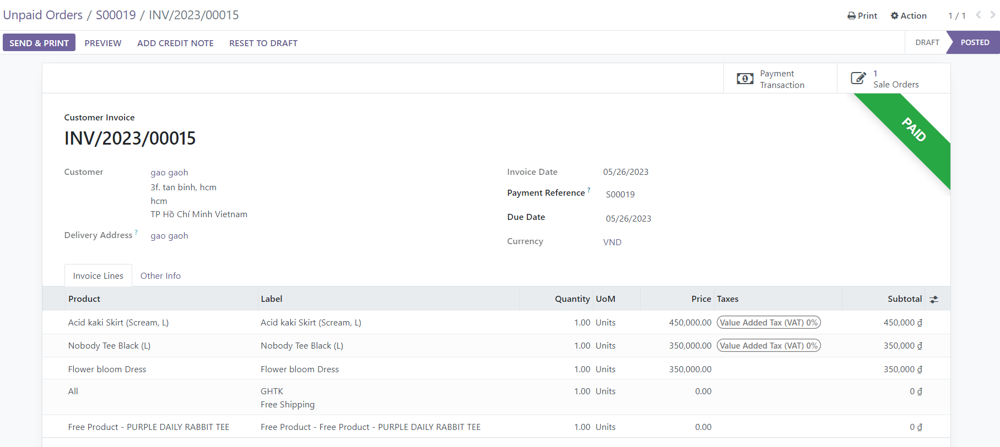 Unpaid Orders / S00019 / INV/2023/00015
Print Action 1 / 1
SEND & PRINT PREVIEW ADD CREDIT NOTE RESET TO DRAFT DRAFT POSTED
Payment Transaction
1 Sale Orders
PAID
Customer Invoice
INV/2023/00015
Customer gao gaoh
3f. tan binh, hcm
hcm
TP Hồ Chí Minh Vietnam
Delivery Address ? gao gaoh
Invoice Date 05/26/2023
Payment Reference ? S00019
Due Date 05/26/2023
Currency VND
Invoice Lines Other Info
Product Label Quantity UoM Price Taxes Subtotal
Acid kaki Skirt (Scream, L) Acid kaki Skirt (Scream, L) 1.00 Units 450,000.00 Value Added Tax (VAT) 0% 450,000 ₫
Nobody Tee Black (L) Nobody Tee Black (L) 1.00 Units 350,000.00 Value Added Tax (VAT) 0% 350,000 ₫
Flower bloom Dress Flower bloom Dress 1.00 Units 350,000.00 350,000 ₫
All GHTK 1.00 Units 0.00 0 ₫
Free Shipping
Free Product - PURPLE DAILY RABBIT TEE Free Product - Free Product - PURPLE DAILY RABBIT TEE 1.00 Units 0.00 0 ₫